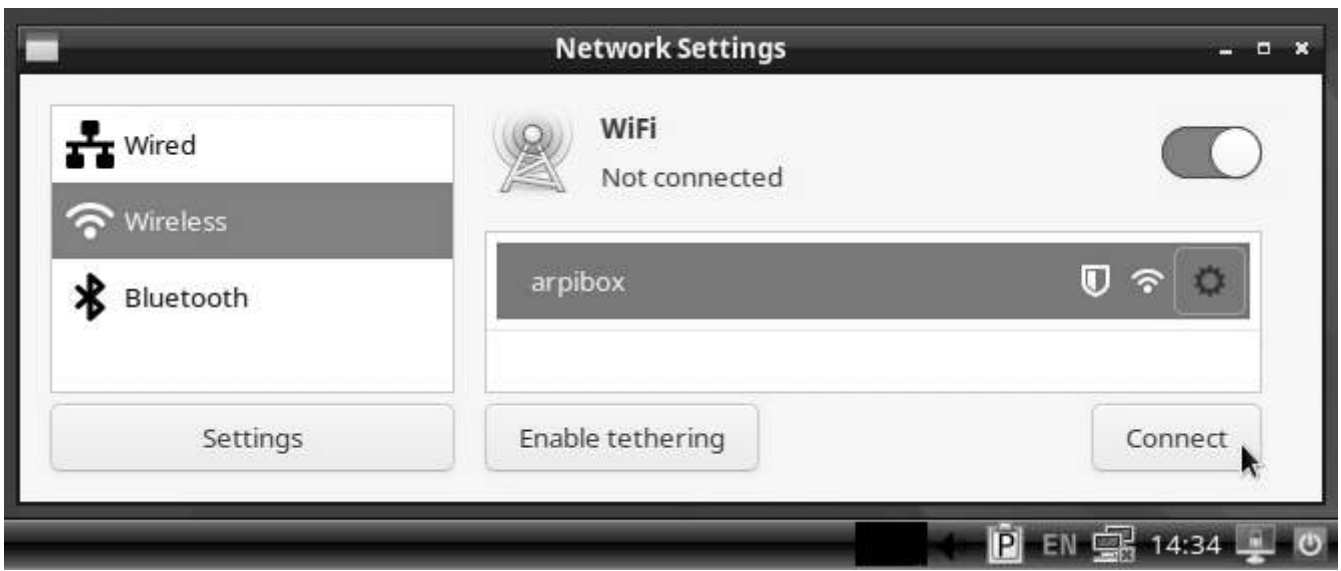 Network Settings
Wired
Wireless
Bluetooth
Settings
WiFi
Not connected
arpibox
Enable tethering
Connect
P EN 14:34